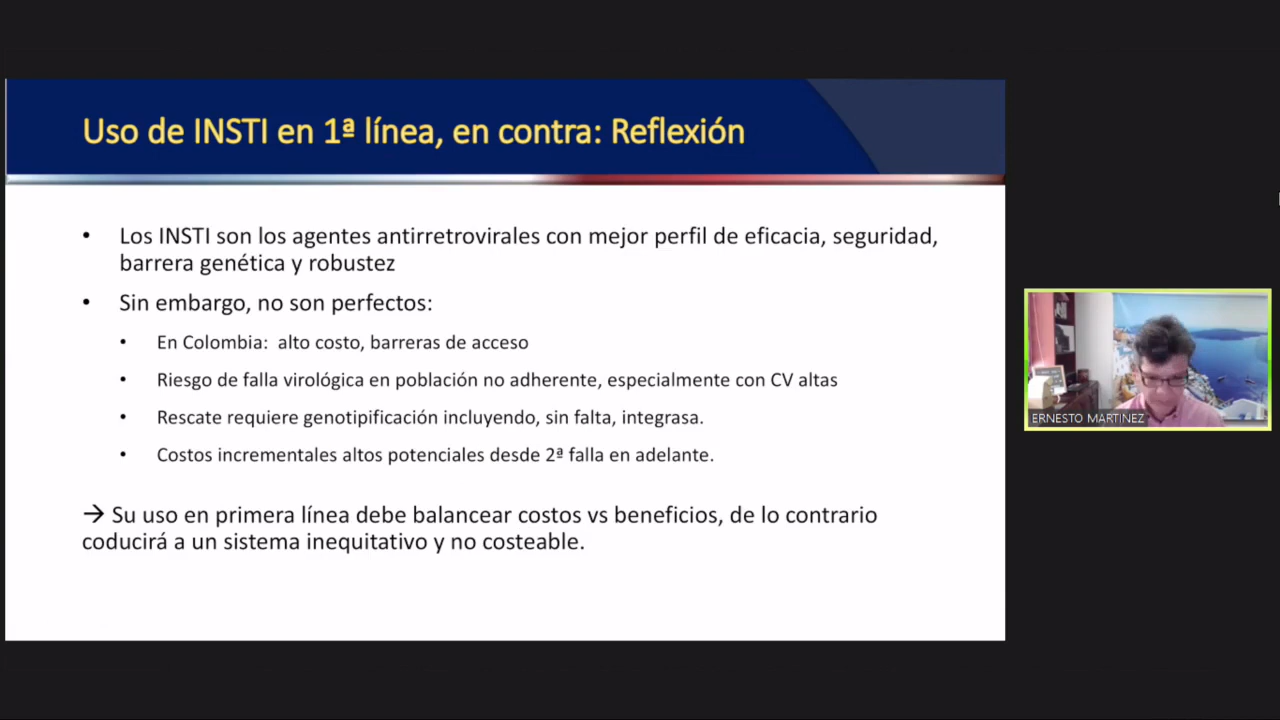 Uso de INSTI en 1ª línea, en contra: Reflexión
• Los INSTI son los agentes antirretrovirales con mejor perfil de eficacia, seguridad,
barrera genética y robustez
• Sin embargo, no son perfectos:
• En Colombia: alto costo, barreras de acceso
• Riesgo de falla virológica en población no adherente, especialmente con CV altas
• Rescate requiere genotipificación incluyendo, sin falta, integrasa.
• Costos incrementales altos potenciales desde 2ª falla en adelante.
→ Su uso en primera línea debe balancear costos vs beneficios, de lo contrario
coducirá a un sistema inequitativo y no costeable.
ERNESTO MARTINEZ